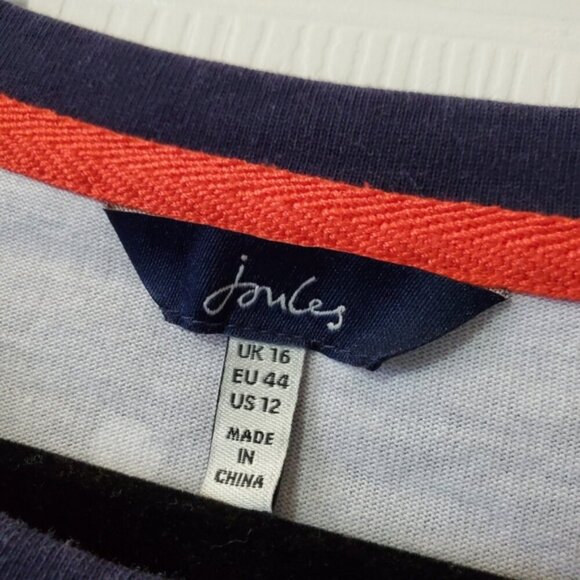 joules
UK 16
EU 44
US 12
MADE
IN
CHINA